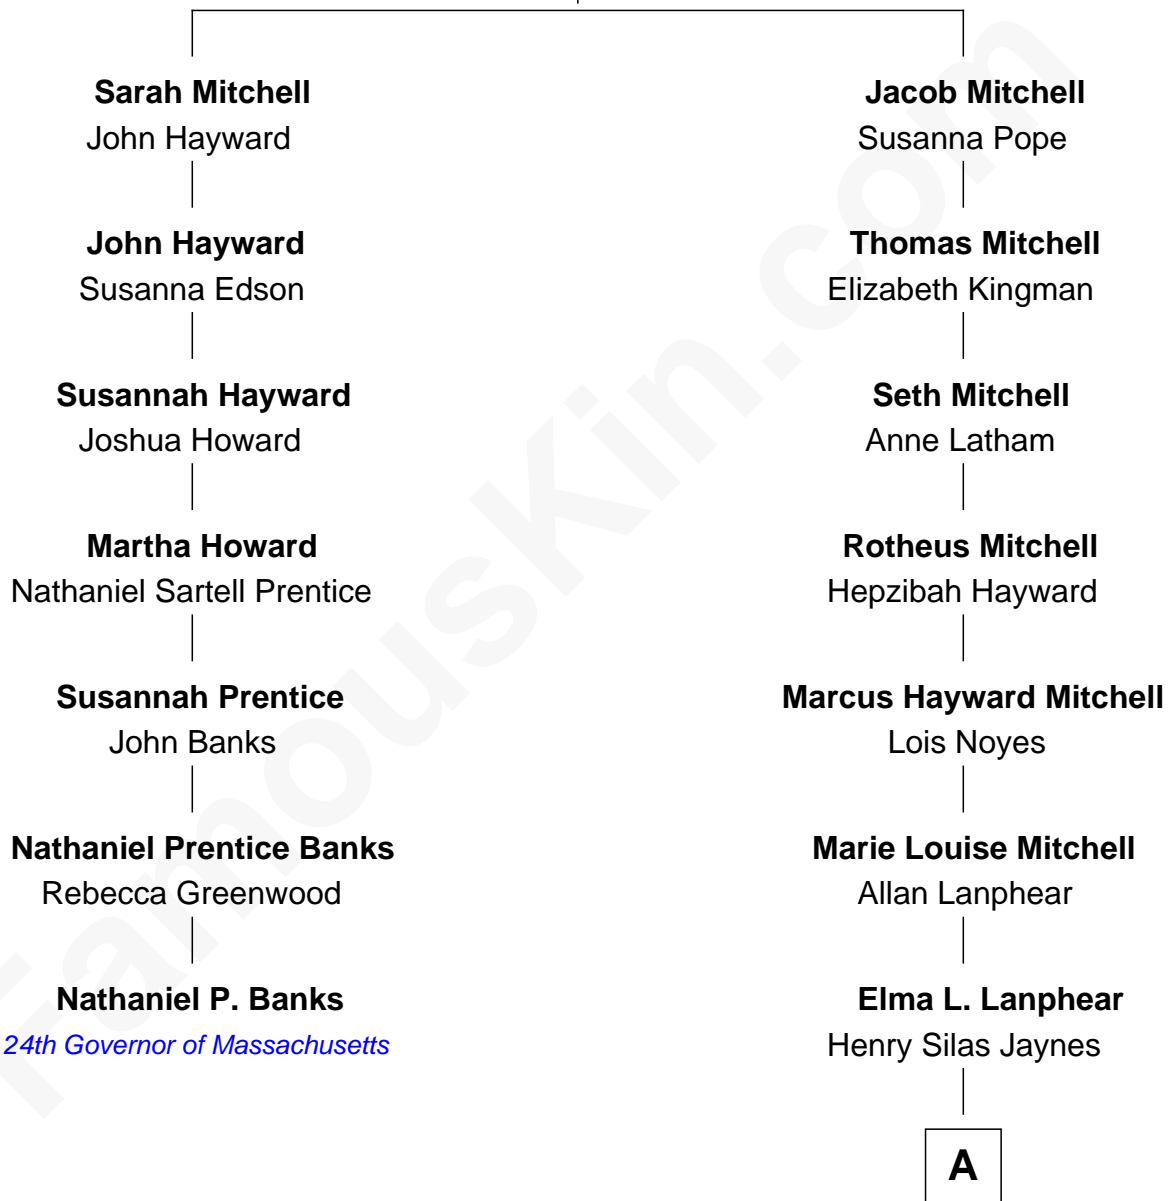 Sarah Mitchell
John Hayward
John Hayward
Susanna Edson
Susannah Hayward
Joshua Howard
Martha Howard
Nathaniel Sartell Prentice
Susannah Prentice
John Banks
Nathaniel Prentice Banks
Rebecca Greenwood
Nathaniel P. Banks
24th Governor of Massachusetts
Jacob Mitchell
Susanna Pope
Thomas Mitchell
Elizabeth Kingman
Seth Mitchell
Anne Latham
Rotheus Mitchell
Hepzibah Hayward
Marcus Hayward Mitchell
Lois Noyes
Marie Louise Mitchell
Allan Lanphear
Elma L. Lanphear
Henry Silas Jaynes
A
FamousKin.com